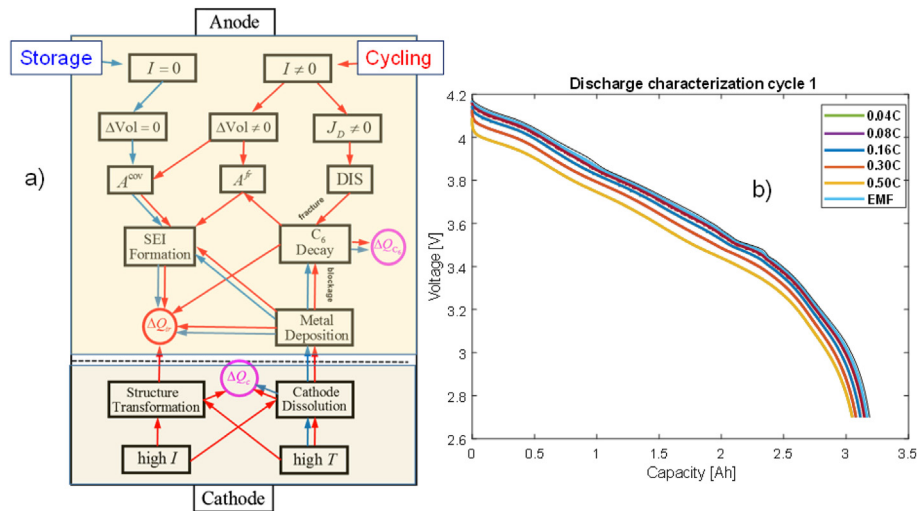 Anode
Storage
Cycling
I = 0
I ≠ 0
ΔVol = 0
ΔVol ≠ 0
J_D ≠ 0
a)
A^cov
A^fr
DIS
fracture
SEI
Formation
C₆
Decay
ΔQ_C₆
blockage
ΔQ_ir
Metal
Deposition
ΔQ_c
Structure
Transformation
Cathode
Dissolution
high I
high T
Cathode
Discharge characterization cycle 1
b)
0.04C
0.08C
0.16C
0.30C
0.50C
EMF
Voltage [V]
4.2
4
3.8
3.6
3.4
3.2
3
2.8
2.6
0
0.5
1
1.5
2
2.5
3
3.5
Capacity [Ah]